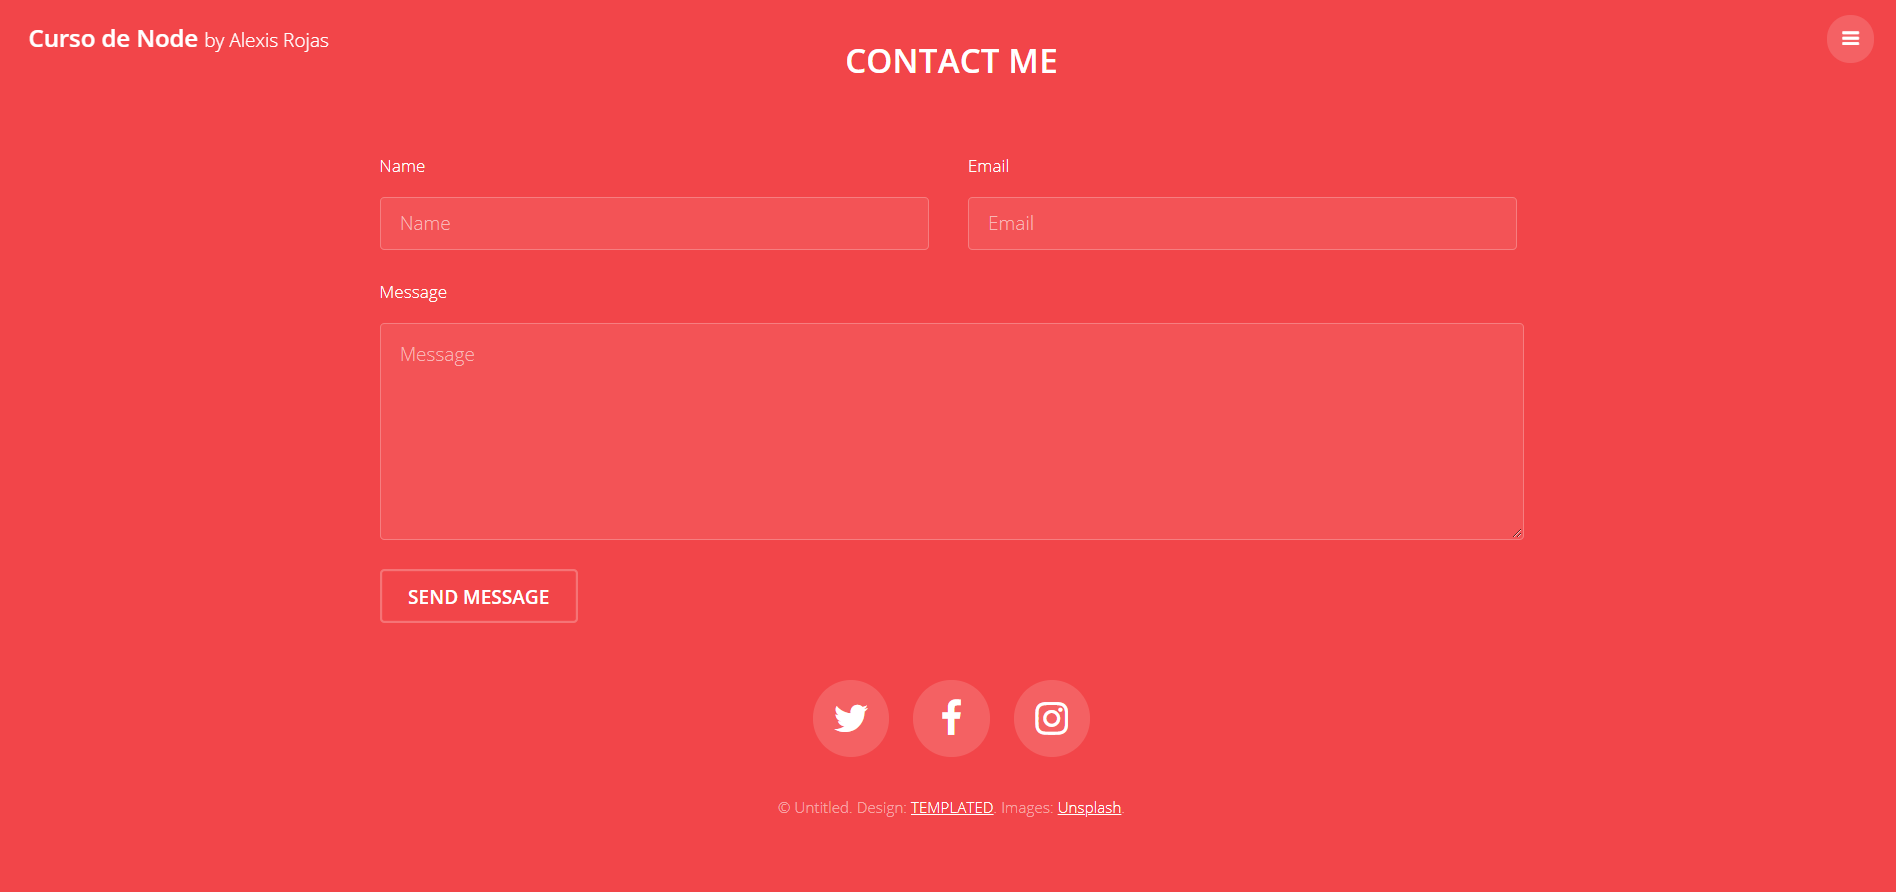 Curso de Node by Alexis Rojas
CONTACT ME
Name
Email
Name
Email
Message
Message
SEND MESSAGE
© Untitled. Design: TEMPLATED. Images: Unsplash.